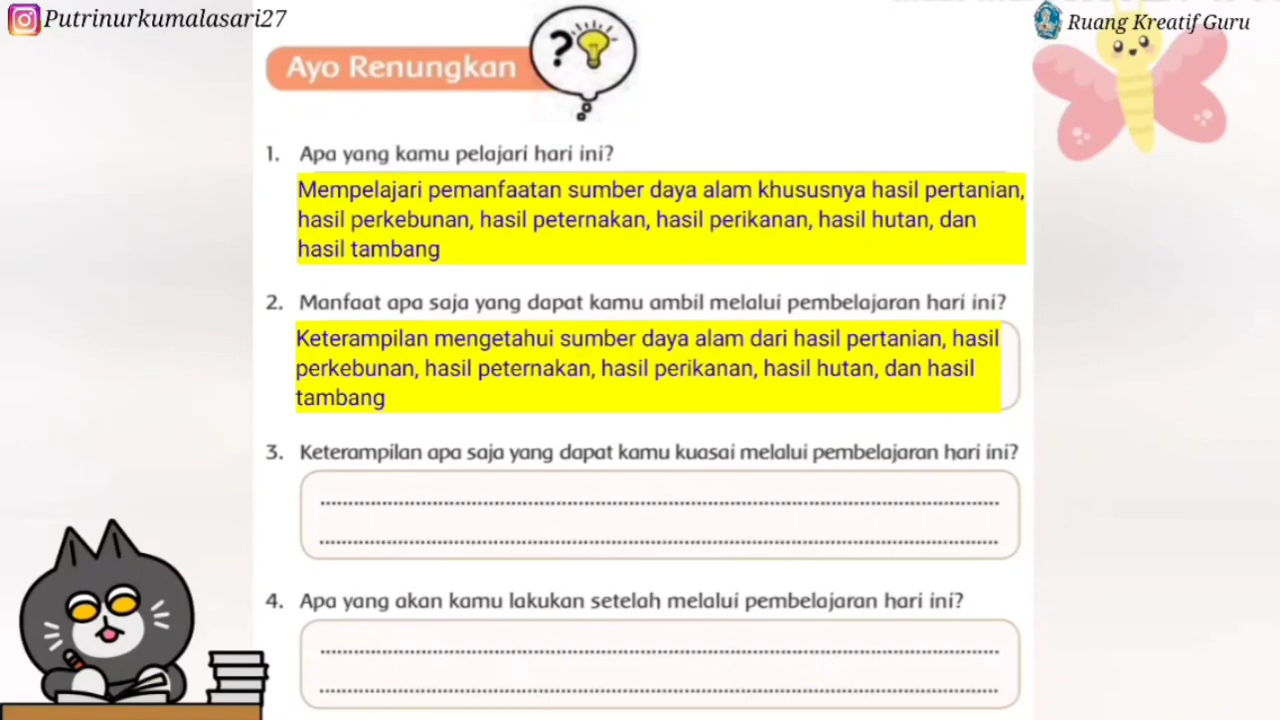 Putrinurkumalasari27
Ruang Kreatif Guru
Ayo Renungkan
?
1. Apa yang kamu pelajari hari ini?
Mempelajari pemanfaatan sumber daya alam khususnya hasil pertanian,
hasil perkebunan, hasil peternakan, hasil perikanan, hasil hutan, dan
hasil tambang
2. Manfaat apa saja yang dapat kamu ambil melalui pembelajaran hari ini?
Keterampilan mengetahui sumber daya alam dari hasil pertanian, hasil
perkebunan, hasil peternakan, hasil perikanan, hasil hutan, dan hasil
tambang
3. Keterampilan apa saja yang dapat kamu kuasai melalui pembelajaran hari ini?
4. Apa yang akan kamu lakukan setelah melalui pembelajaran hari ini?